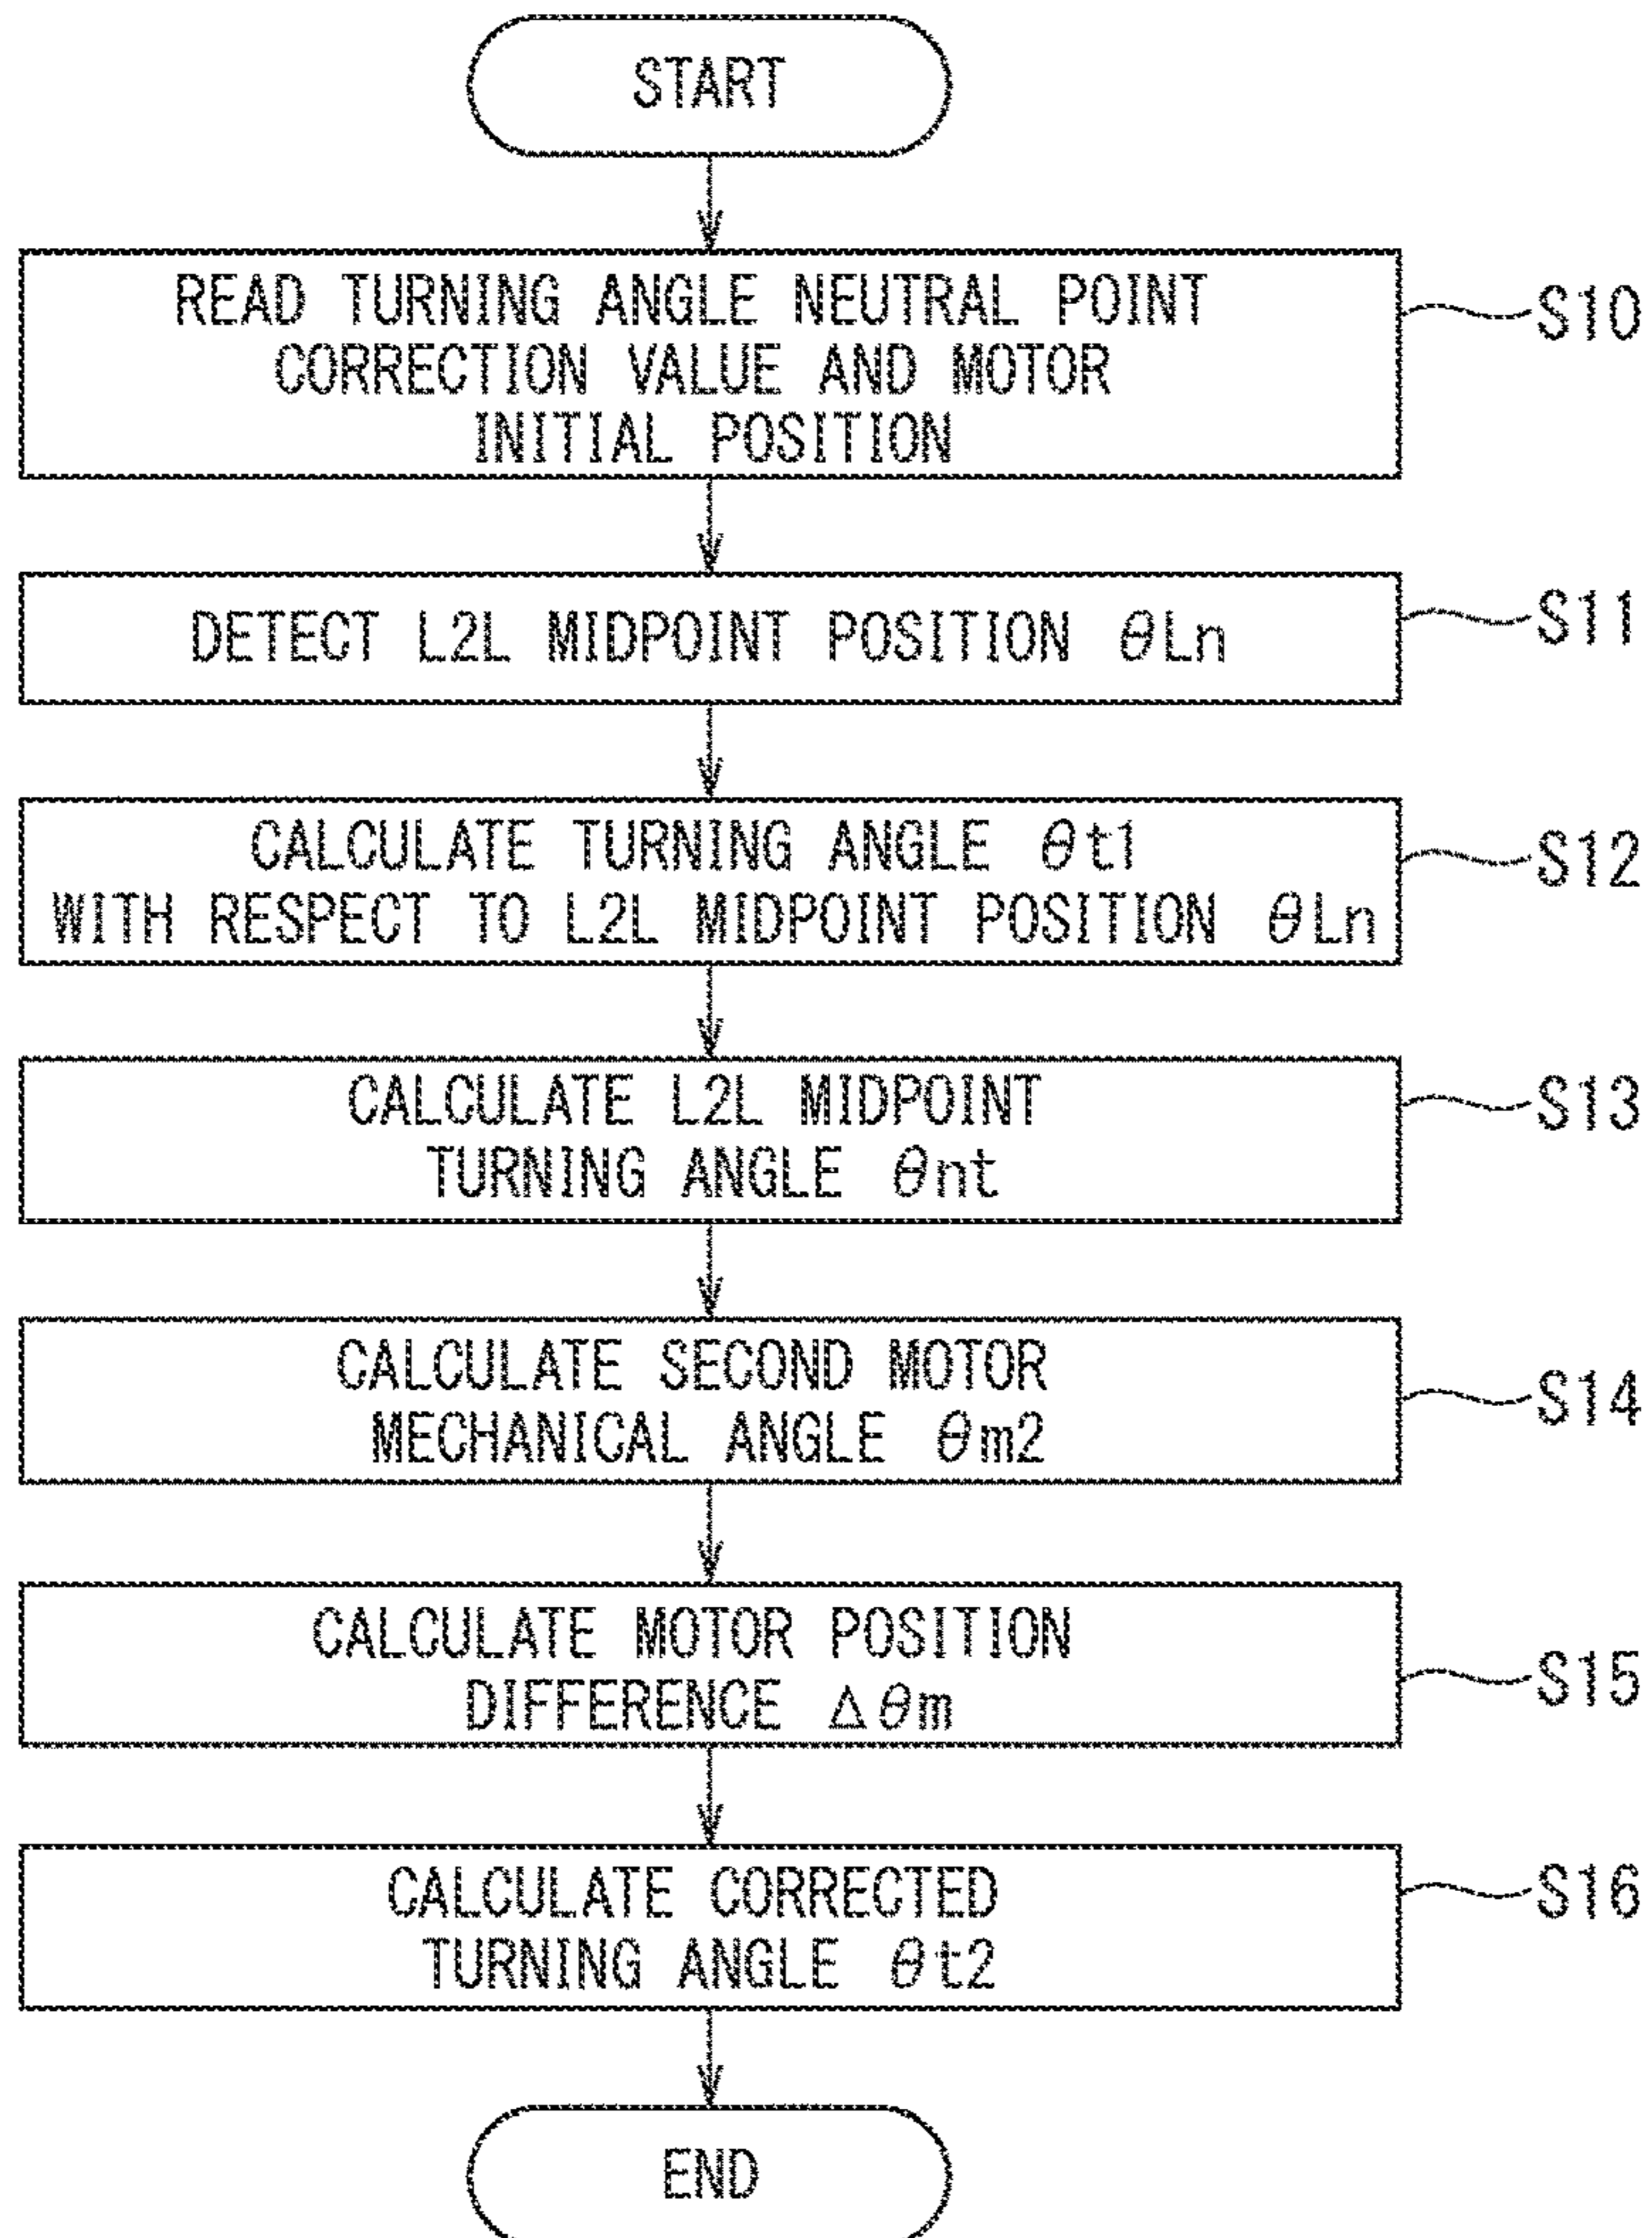 START
READ TURNING ANGLE NEUTRAL POINT
CORRECTION VALUE AND MOTOR
INITIAL POSITION
S10
DETECT L2L MIDPOINT POSITION θLn
S11
CALCULATE TURNING ANGLE θt1
WITH RESPECT TO L2L MIDPOINT POSITION θLn
S12
CALCULATE L2L MIDPOINT
TURNING ANGLE θnt
S13
CALCULATE SECOND MOTOR
MECHANICAL ANGLE θm2
S14
CALCULATE MOTOR POSITION
DIFFERENCE Δθm
S15
CALCULATE CORRECTED
TURNING ANGLE θt2
S16
END